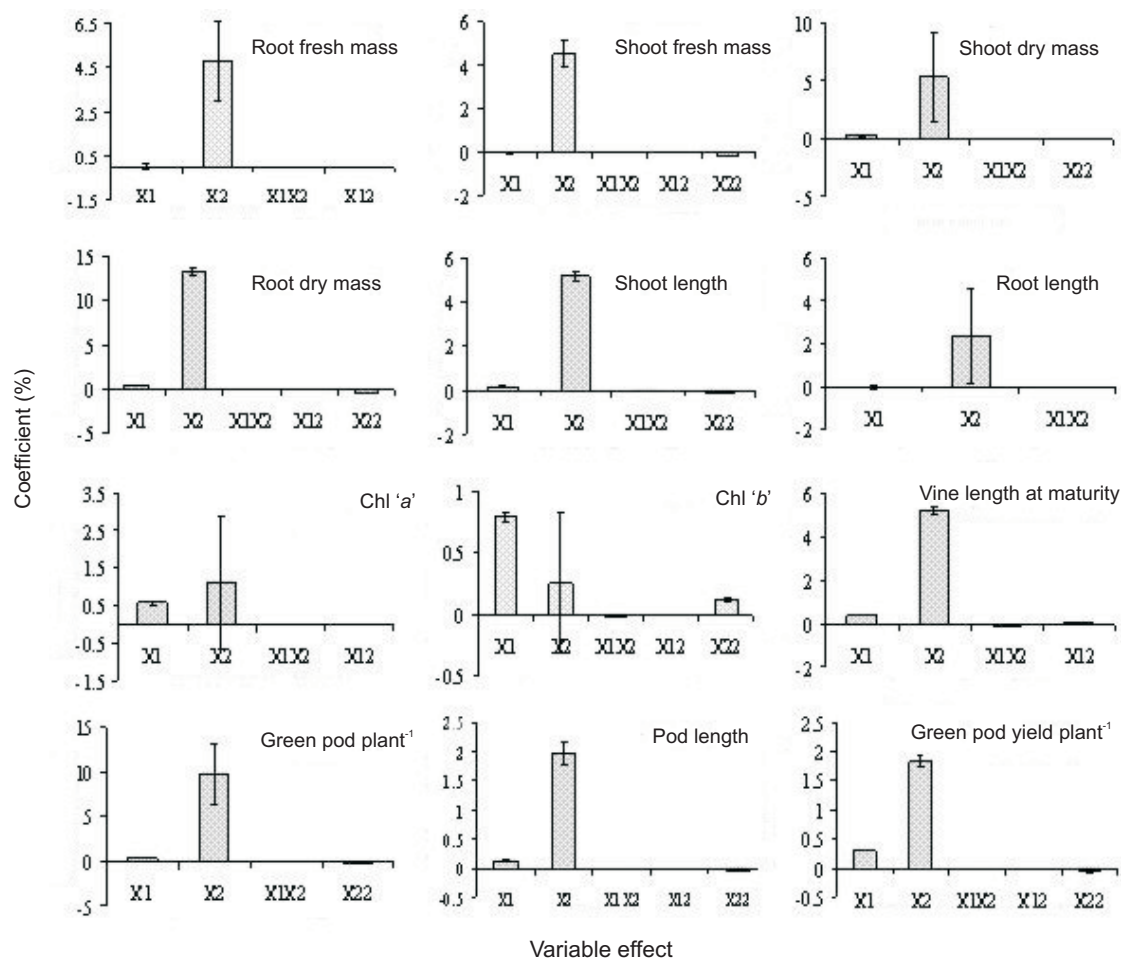 Coefficient (%)
Root fresh mass
6.5
4.5
2.5
0.5
-1.5
X1 X2 X1X2 X12
Shoot fresh mass
6
4
2
0
-2
X1 X2 X1X2 X12 X22
Shoot dry mass
10
5
0
-5
X1 X2 X1X2 X22
Root dry mass
15
10
5
0
-5
X1 X2 X1X2 X12 X22
Shoot length
6
4
2
0
-2
X1 X2 X1X2 X22
Root length
6
4
2
0
-2
X1 X2 X1X2
Chl ‘a’
3.5
2.5
1.5
0.5
-0.5
-1.5
X1 X2 X1X2 X12
Chl ‘b’
1
0.5
0
-0.5
X1 X2 X1X2 X12 X22
Vine length at maturity
6
4
2
0
-2
X1 X2 X1X2 X12
Green pod plant⁻¹
15
10
5
0
-5
X1 X2 X1X2 X22
Pod length
2.5
2
1.5
1
0.5
0
-0.5
X1 X2 X1X2 X12 X22
Green pod yield plant⁻¹
2.5
2
1.5
1
0.5
0
-0.5
X1 X2 X1X2 X12 X22
Variable effect